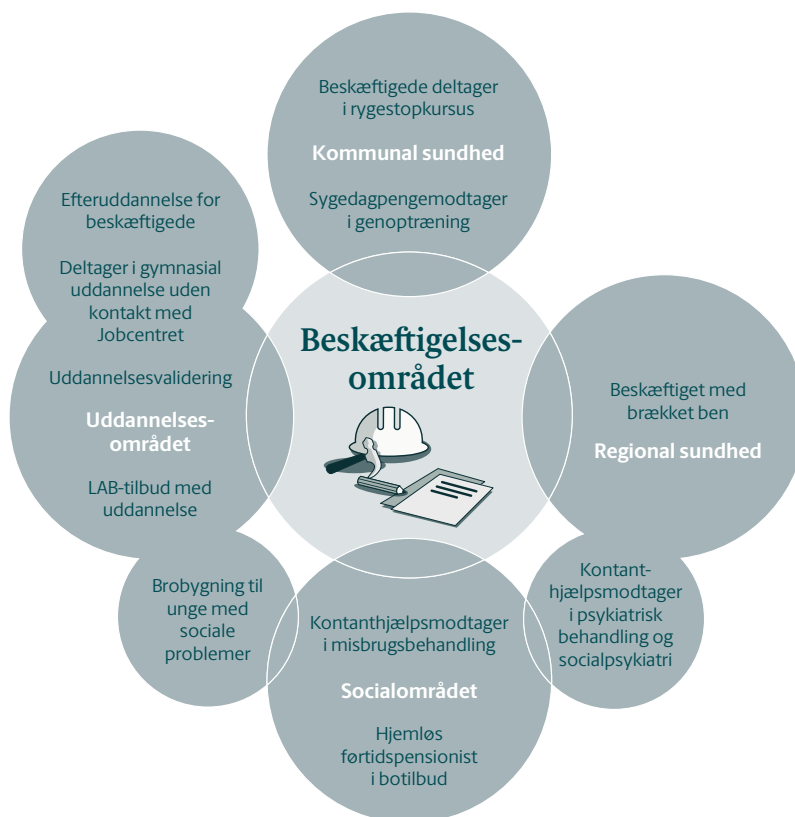 Beskæftigede deltager
i rygestopkursus
Kommunal sundhed
Sygedagpengemodtager
i genoptræning
Efteruddannelse for
beskæftigede
Deltager i gymnasial
uddannelse uden
kontakt med
Jobcentret
Uddannelsesvalidering
Uddannelses-
området
LAB-tilbud med
uddannelse
Beskæftigelses-
området
Beskæftiget med
brækket ben
Regional sundhed
Brobygning til
unge med
sociale
problemer
Kontanthjælpsmodtager
i misbrugsbehandling
Socialområdet
Hjemløs
førtidspensionist
i botilbud
Kontant-
hjælpsmodtager
i psykiatrisk
behandling og
socialpsykiatri